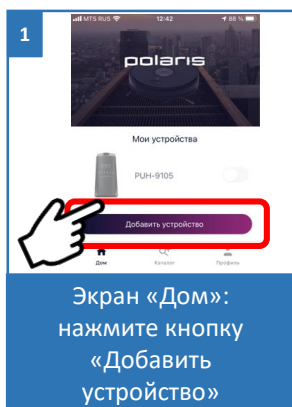 1
MTS RUS 12:42 88 %
polaris
Мои устройства
PUH-9105
Добавить устройство
Дом Каталог Профиль
Экран «Дом»:
нажмите кнопку
«Добавить
устройство»